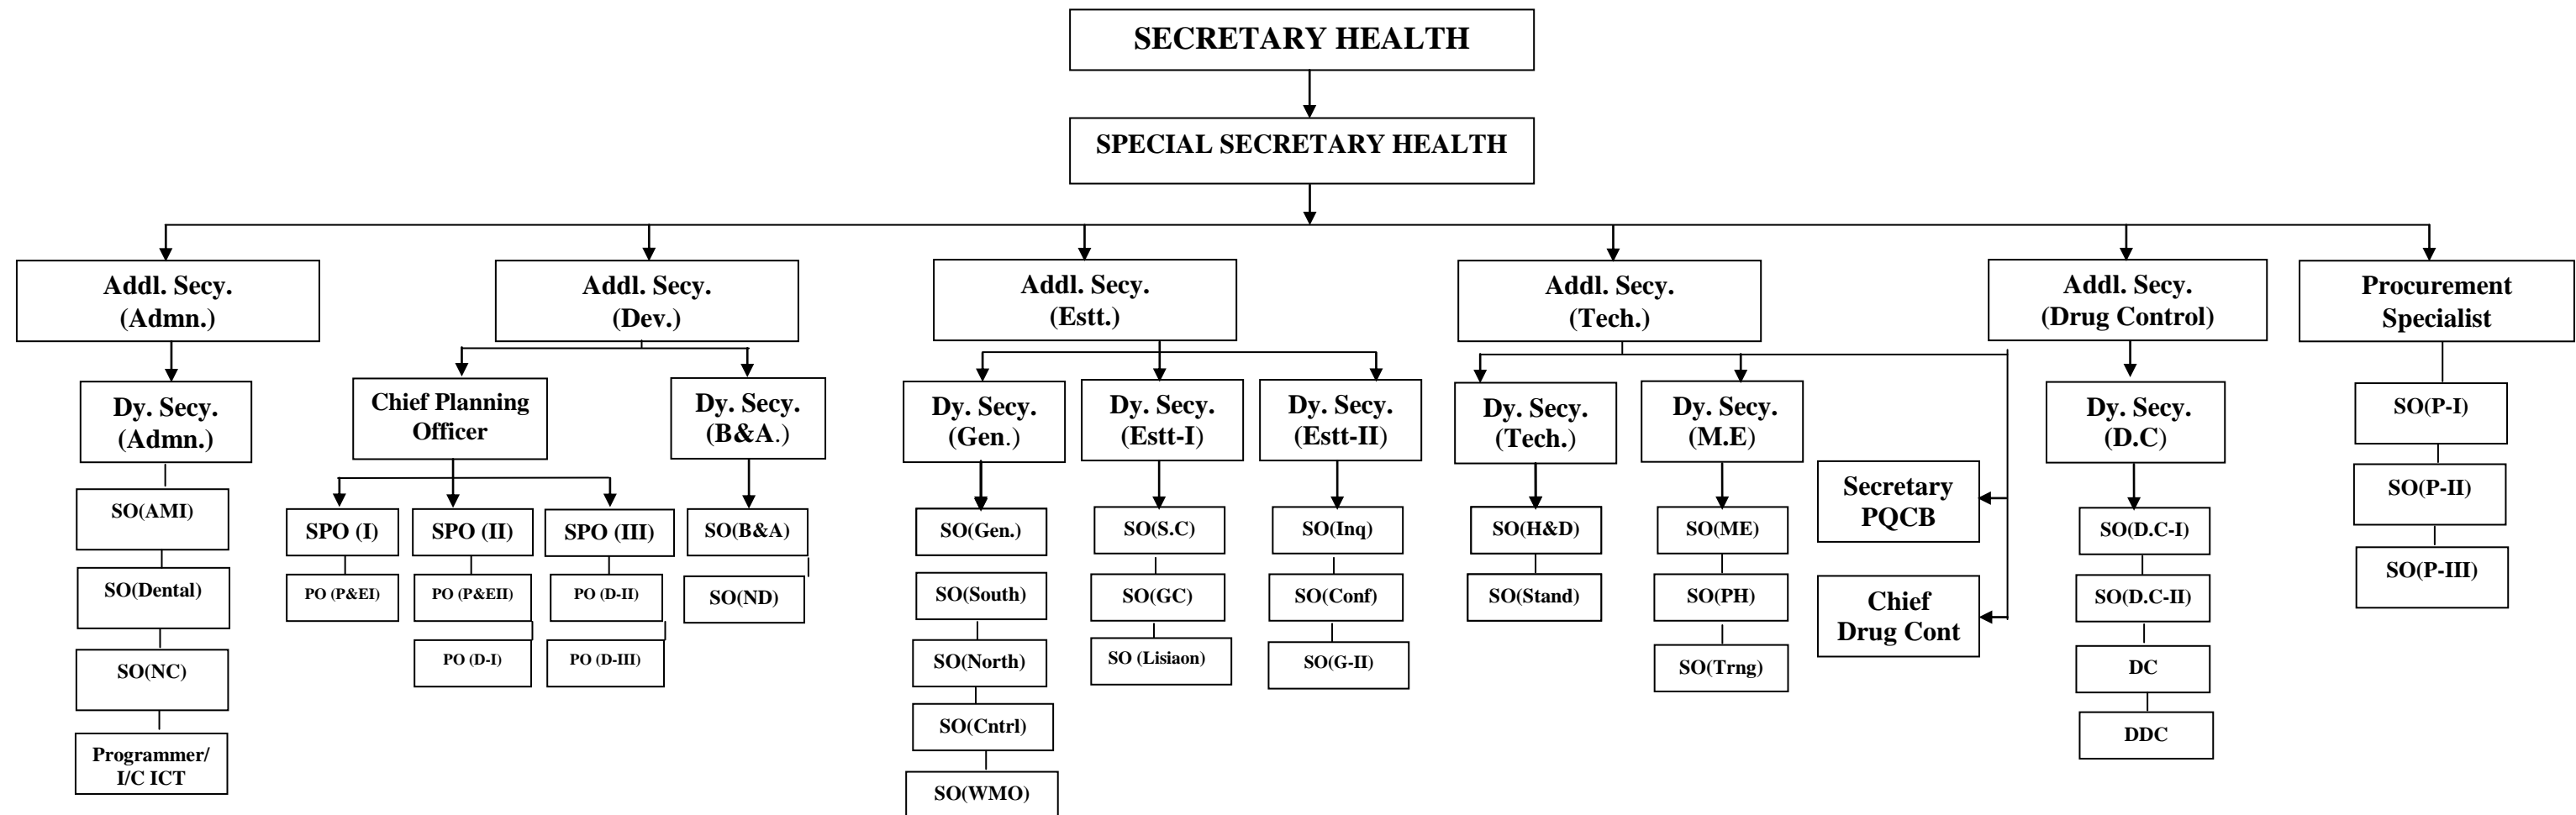 SECRETARY HEALTH
SPECIAL SECRETARY HEALTH
Addl. Secy.
(Admn.)
Addl. Secy.
(Dev.)
Addl. Secy.
(Estt.)
Addl. Secy.
(Tech.)
Addl. Secy.
(Drug Control)
Procurement
Specialist
Dy. Secy.
(Admn.)
Chief Planning
Officer
Dy. Secy.
(B&A.)
Dy. Secy.
(Gen.)
Dy. Secy.
(Estt-I)
Dy. Secy.
(Estt-II)
Dy. Secy.
(Tech.)
Dy. Secy.
(M.E)
Secretary
PQCB
Chief
Drug Cont
Dy. Secy.
(D.C)
SO(P-I)
SO(P-II)
SO(P-III)
SO(AMI)
SO(Dental)
SO(NC)
Programmer/
I/C ICT
SPO (I)
PO (P&EI)
SPO (II)
PO (P&EII)
PO (D-I)
SPO (III)
PO (D-II)
PO (D-III)
SO(B&A)
SO(ND)
SO(Gen.)
SO(South)
SO(North)
SO(Cntrl)
SO(WMO)
SO(S.C)
SO(GC)
SO (Lisiaon)
SO(Inq)
SO(Conf)
SO(G-II)
SO(H&D)
SO(Stand)
SO(ME)
SO(PH)
SO(Trng)
SO(D.C-I)
SO(D.C-II)
DC
DDC